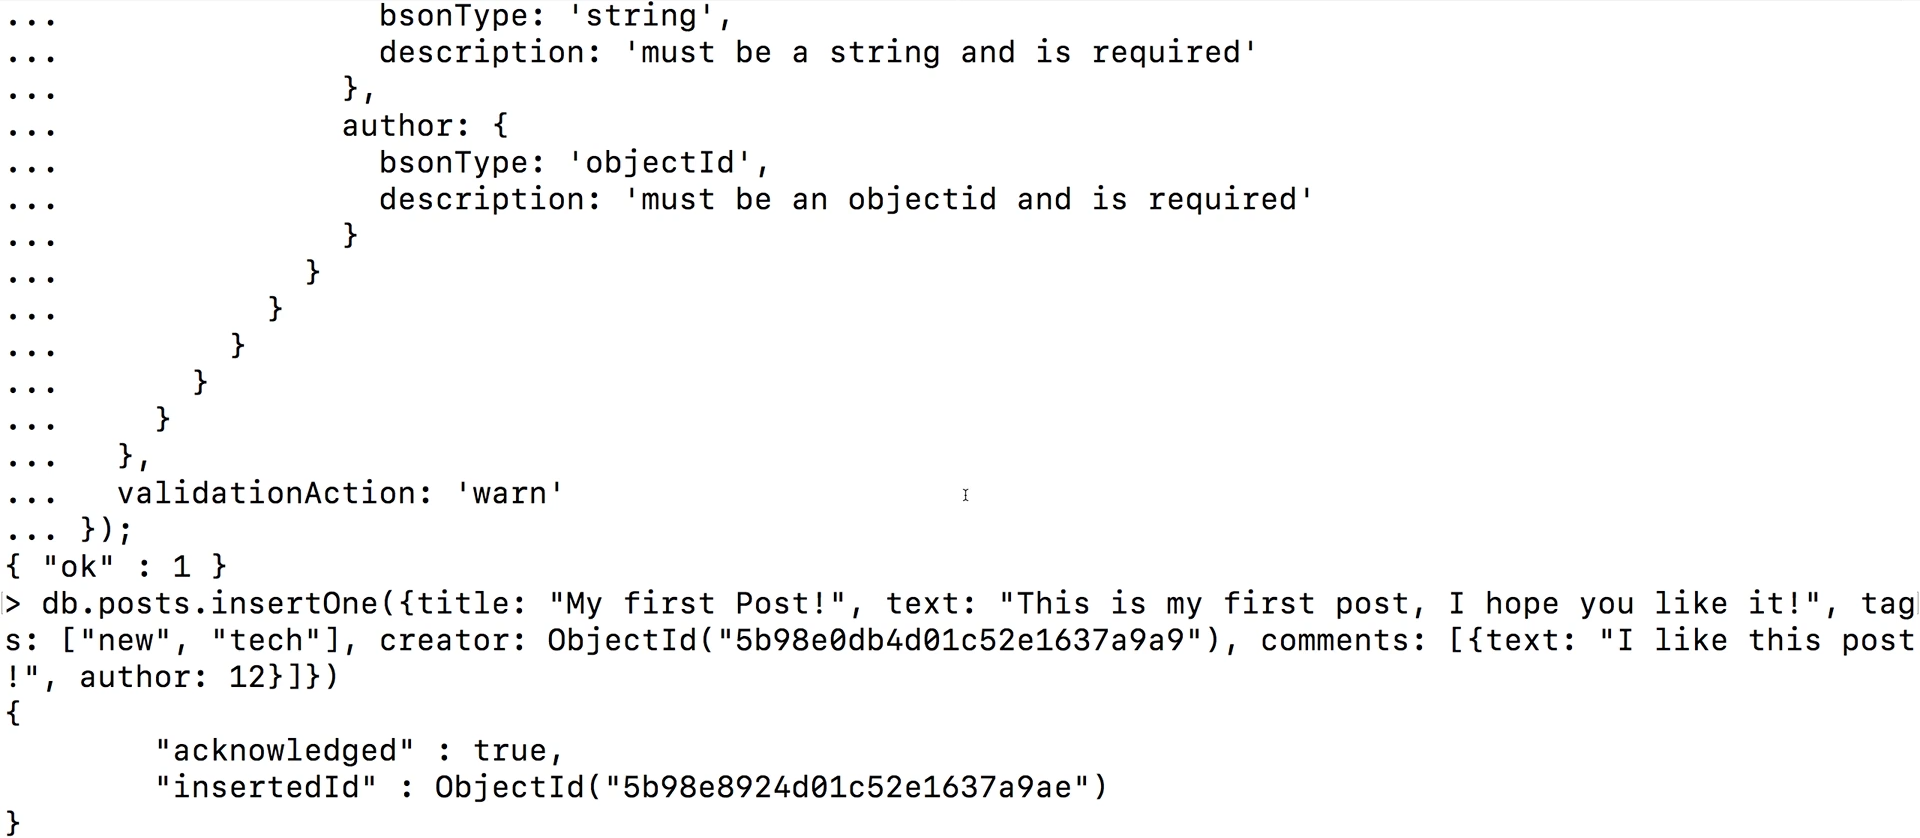 ...                 bsonType: 'string',
...                 description: 'must be a string and is required'
...               },
...               author: {
...                 bsonType: 'objectId',
...                 description: 'must be an objectid and is required'
...               }
...             }
...           }
...         }
...       }
...     }
...   },
...   validationAction: 'warn'
... });
{ "ok" : 1 }
> db.posts.insertOne({title: "My first Post!", text: "This is my first post, I hope you like it!", tag
s: ["new", "tech"], creator: ObjectId("5b98e0db4d01c52e1637a9a9"), comments: [{text: "I like this post
!", author: 12}]})
{
        "acknowledged" : true,
        "insertedId" : ObjectId("5b98e8924d01c52e1637a9ae")
}